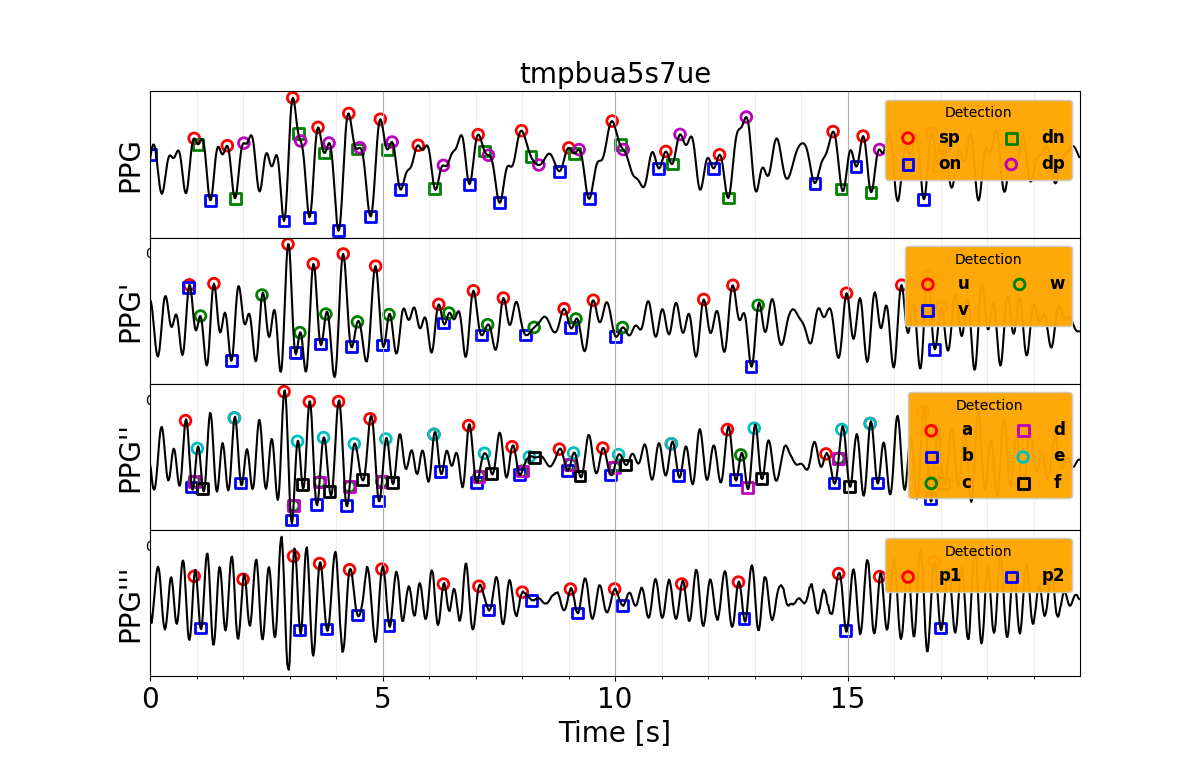 tmpbua5s7ue
PPG
Detection
sp dn
on dp
PPG'
Detection
u w
v
PPG''
Detection
a d
b e
c f
PPG'''
Detection
p1 p2
0 5 10 15
Time [s]